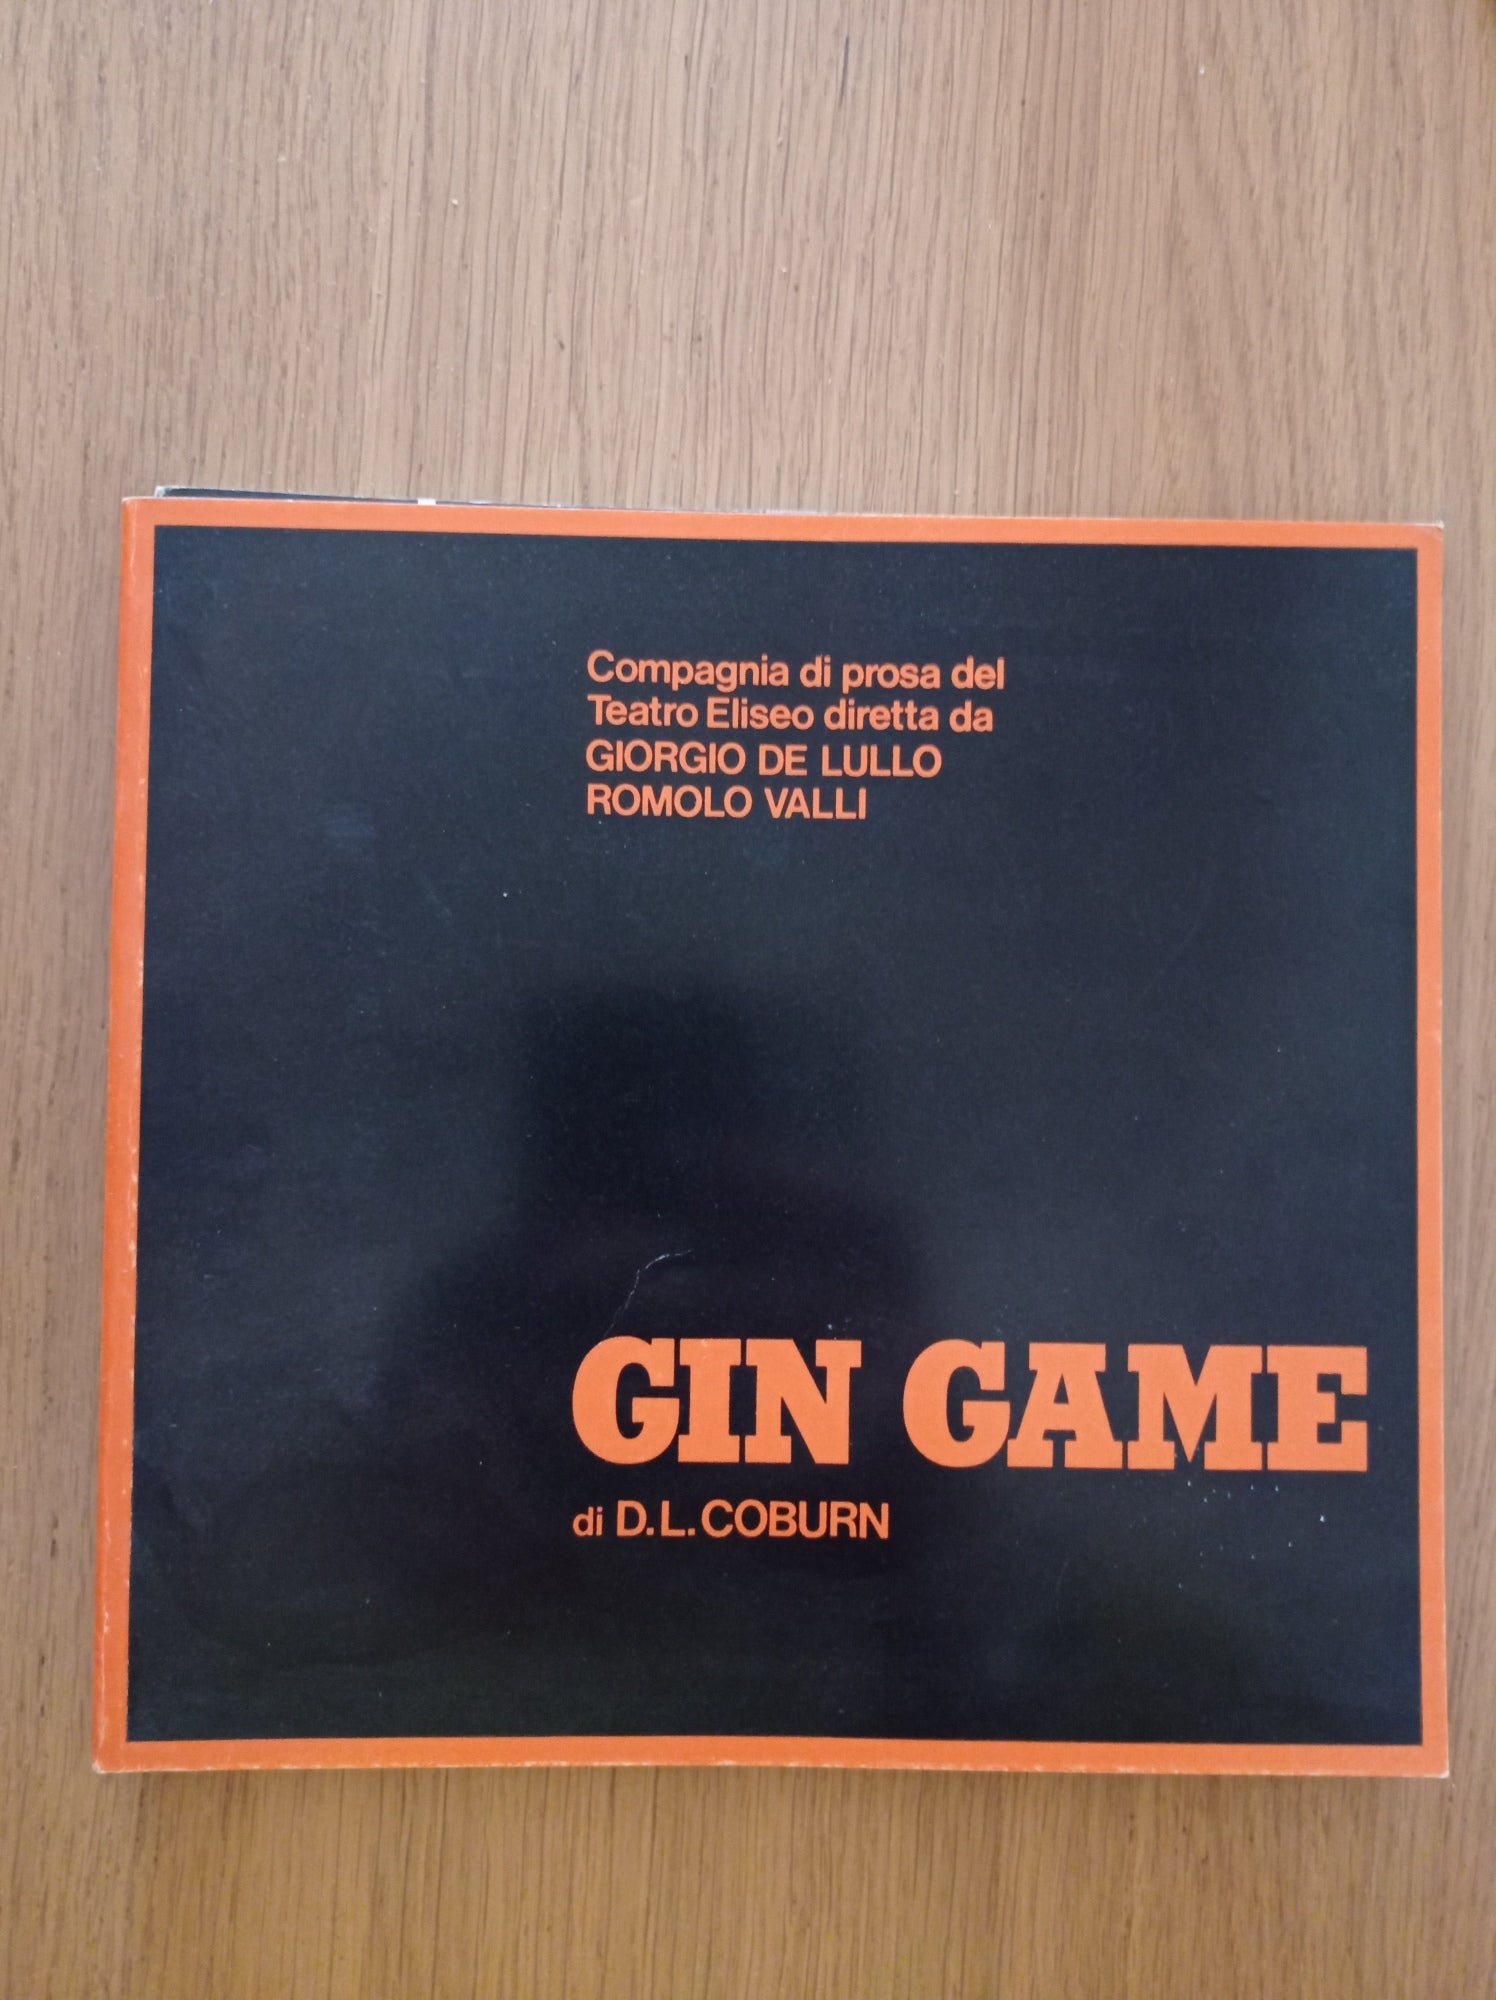 Compagnia di prosa del
Teatro Eliseo diretta da
GIORGIO DE LULLO
ROMOLO VALLI
GIN GAME
di D.L.COBURN